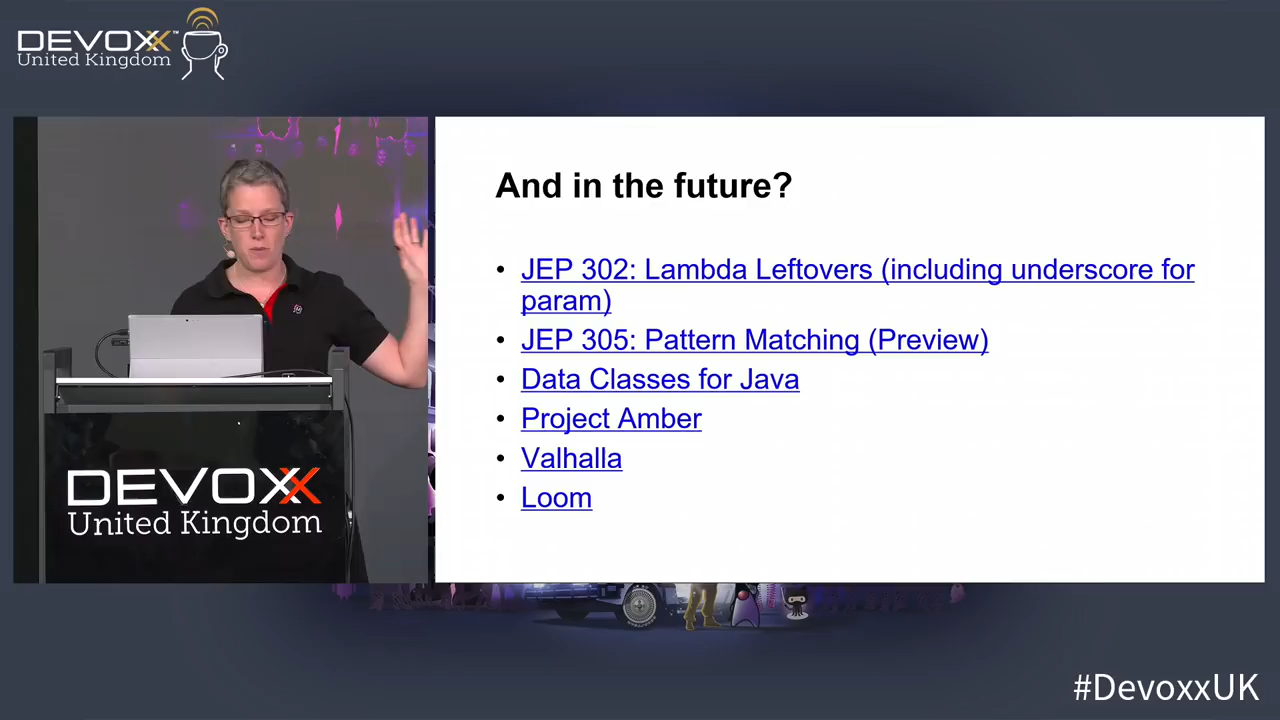 DEVOXX™
United Kingdom
And in the future?
• JEP 302: Lambda Leftovers (including underscore for
param)
• JEP 305: Pattern Matching (Preview)
• Data Classes for Java
• Project Amber
• Valhalla
• Loom
DEVOXX
United Kingdom
#DevoxxUK